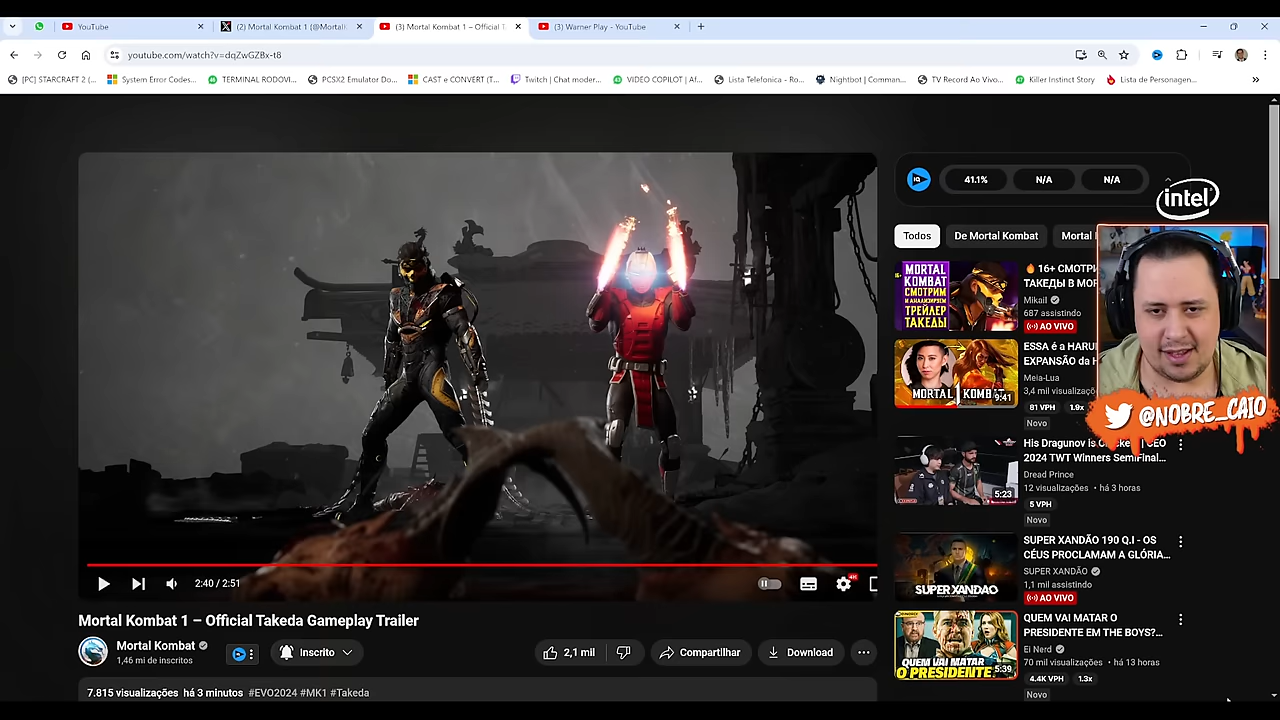 YouTube
(2) Mortal Kombat 1 (@Mortal
(3) Mortal Kombat 1 – Official T
(3) Warner Play - YouTube
youtube.com/watch?v=dqZwGZBx-t8
[PC] STARCRAFT 2 (...
System Error Codes...
TERMINAL RODOVI...
PCSX2 Emulator Do...
CAST e CONVERT (T...
Twitch | Chat moder...
VIDEO COPILOT | Af...
Lista Telefonica - Ro...
Nightbot | Comman...
TV Record Ao Vivo...
Killer Instinct Story
Lista de Personagen...
iQ
41.1%
N/A
N/A
intel
Todos
De Mortal Kombat
Mortal
MORTAL
KOMBAT
СМОТРИМ
И АНАЛИЗИРУЕМ
ТРЕЙЛЕР
ТАКЕДЫ
16+ СМОТР
ТАКЕДЫ В МО
Mikail
687 assistindo
AO VIVO
MORTAL KOMB
9:41
ESSA é a HARU
EXPANSÃO da
Meia-Lua
3,4 mil visualizaçõ
81 VPH
1.9x
Novo
@NOBRE_CAIO
5:23
His Dragunov is C
CEO
2024 TWT Winners Semifinal...
Dread Prince
12 visualizações • há 3 horas
5 VPH
Novo
SUPER XANDÃO
SUPER XANDÃO 190 Q.I - OS
CÉUS PROCLAMAM A GLÓRIA...
SUPER XANDÃO
1,1 mil assistindo
AO VIVO
QUEM VAI MATAR
O PRESIDENTE
5:39
QUEM VAI MATAR O
PRESIDENTE EM THE BOYS?...
Ei Nerd
70 mil visualizações • há 13 horas
4.4K VPH
1.3x
Novo
2:40 / 2:51
4K
Mortal Kombat 1 – Official Takeda Gameplay Trailer
Mortal Kombat
1,46 mi de inscritos
Inscrito
2,1 mil
Compartilhar
Download
7.815 visualizações há 3 minutos #EVO2024 #MK1 #Takeda